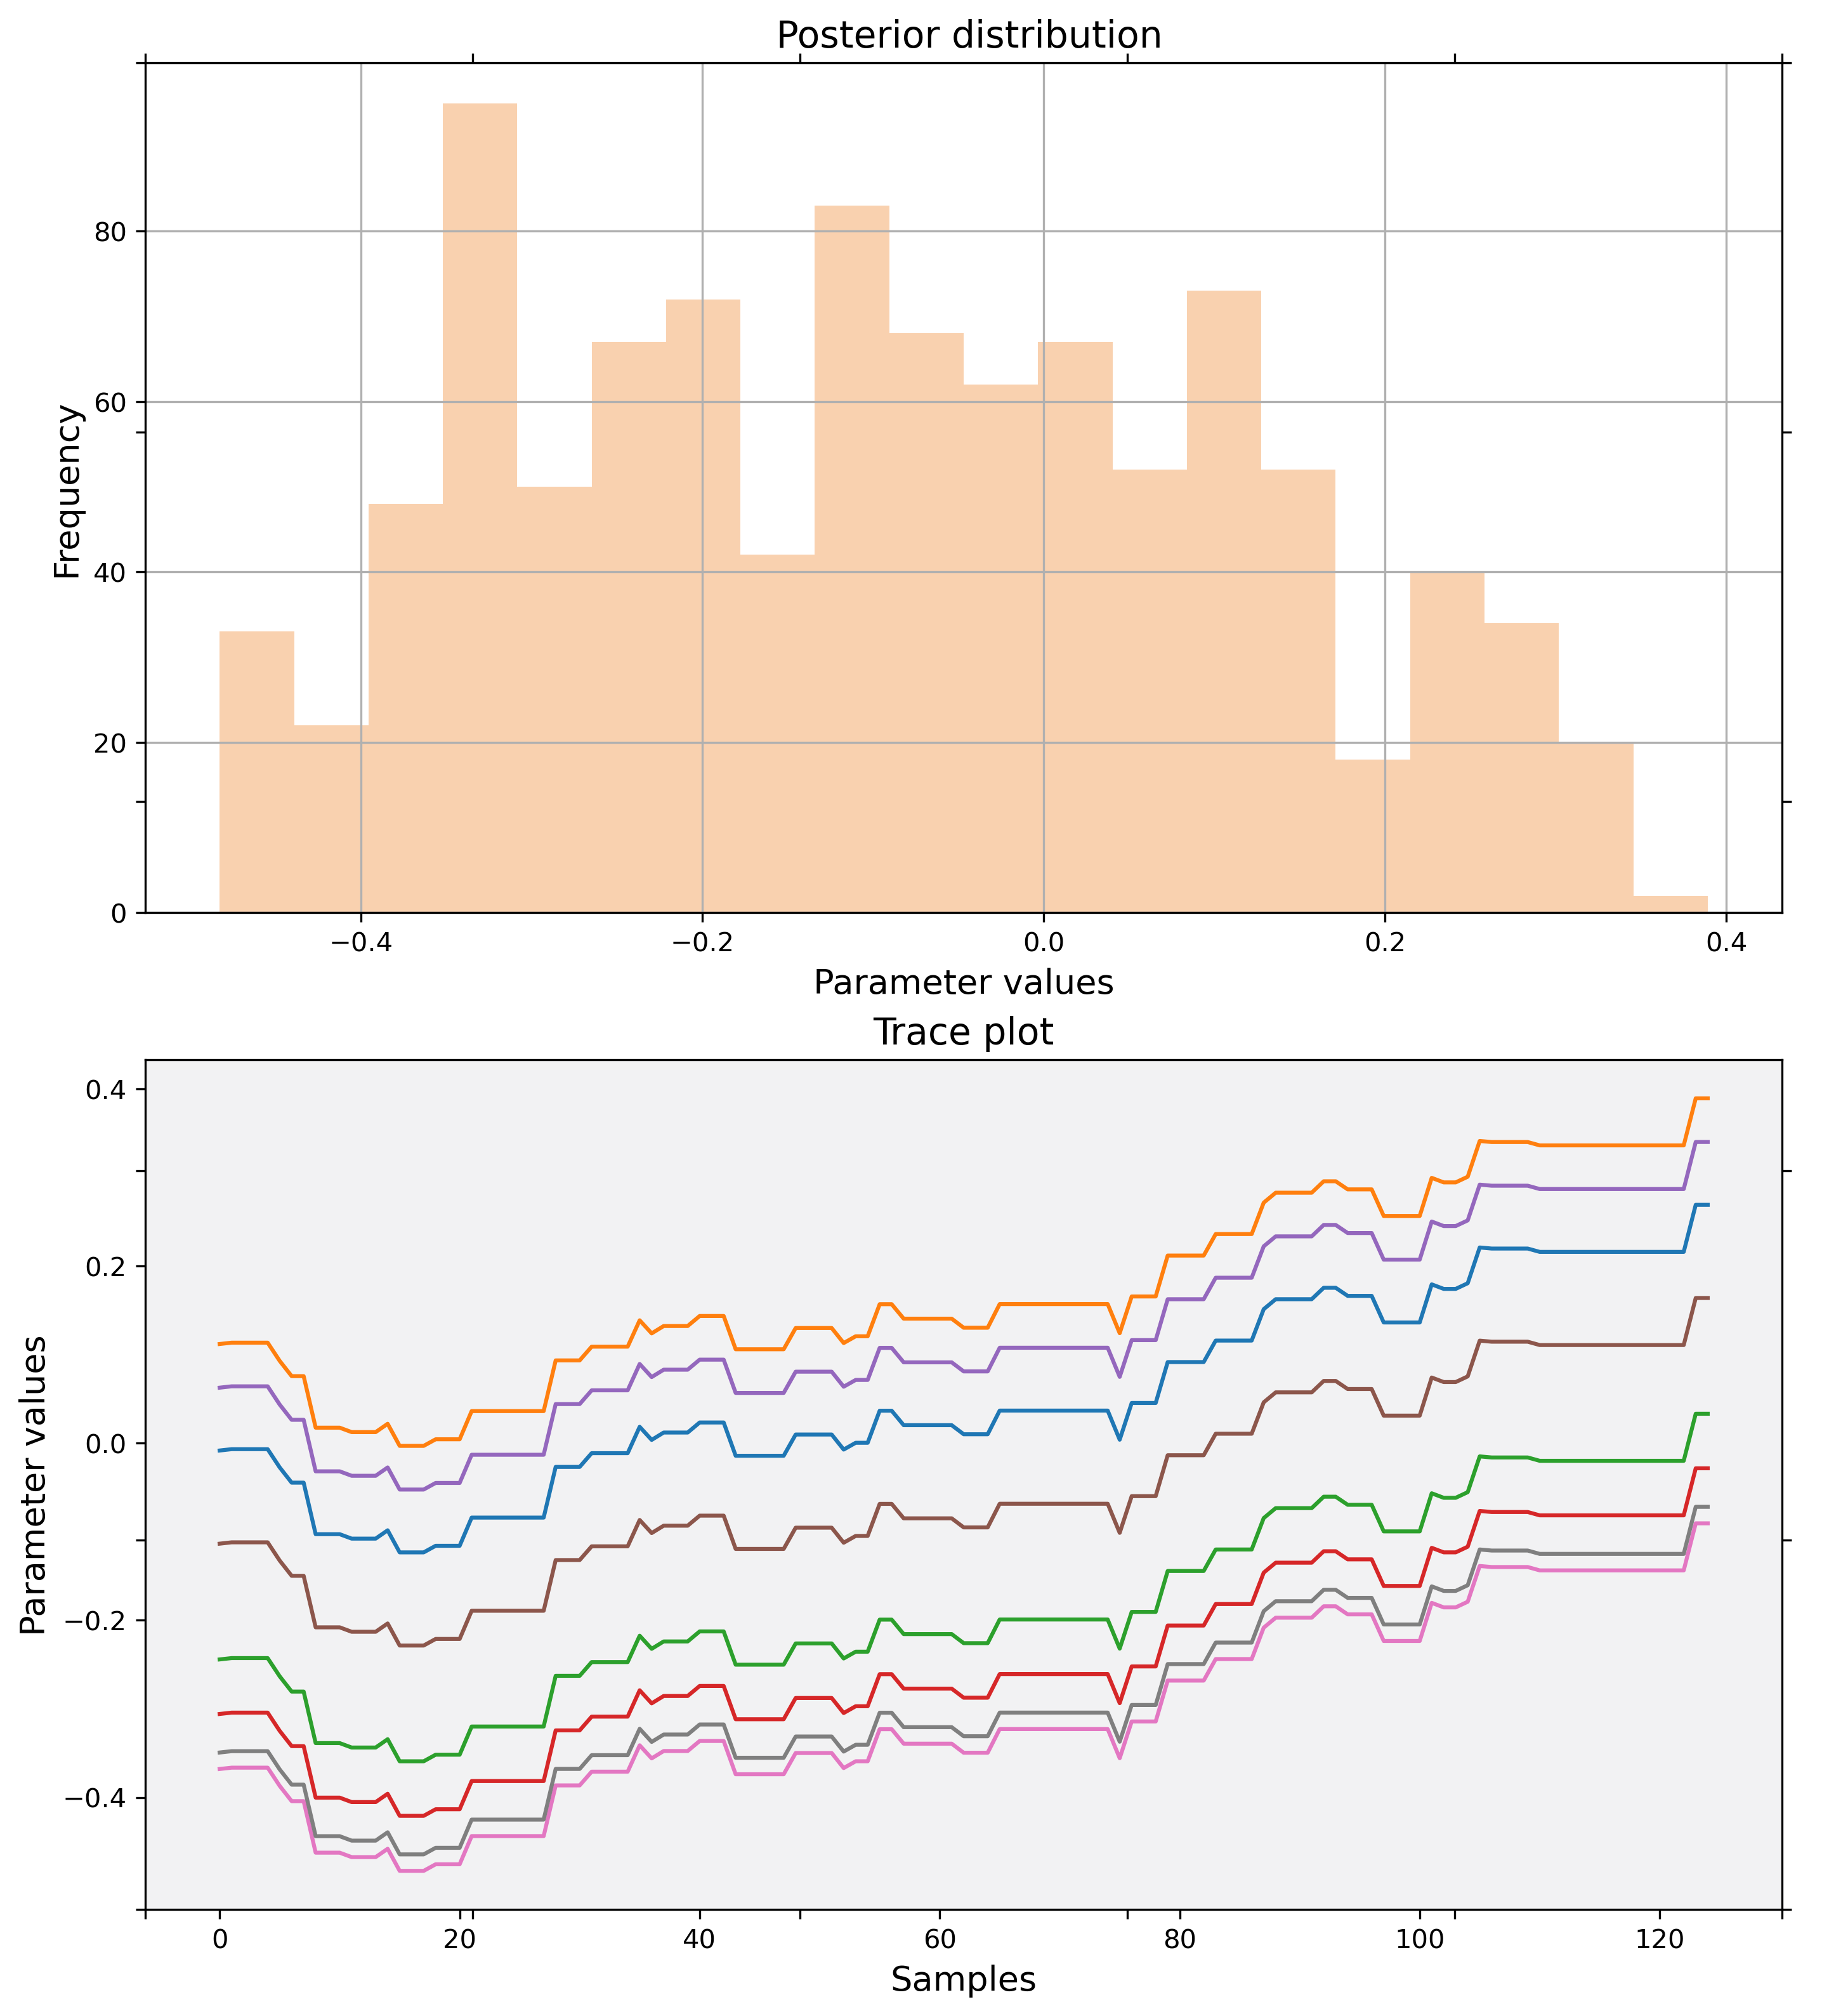 Posterior distribution
Frequency
80
60
40
20
0
−0.4 −0.2 0.0 0.2 0.4
Parameter values
Trace plot
Parameter values
0.4
0.2
0.0
−0.2
−0.4
0 20 40 60 80 100 120
Samples